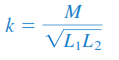 k = M / √L₁L₂